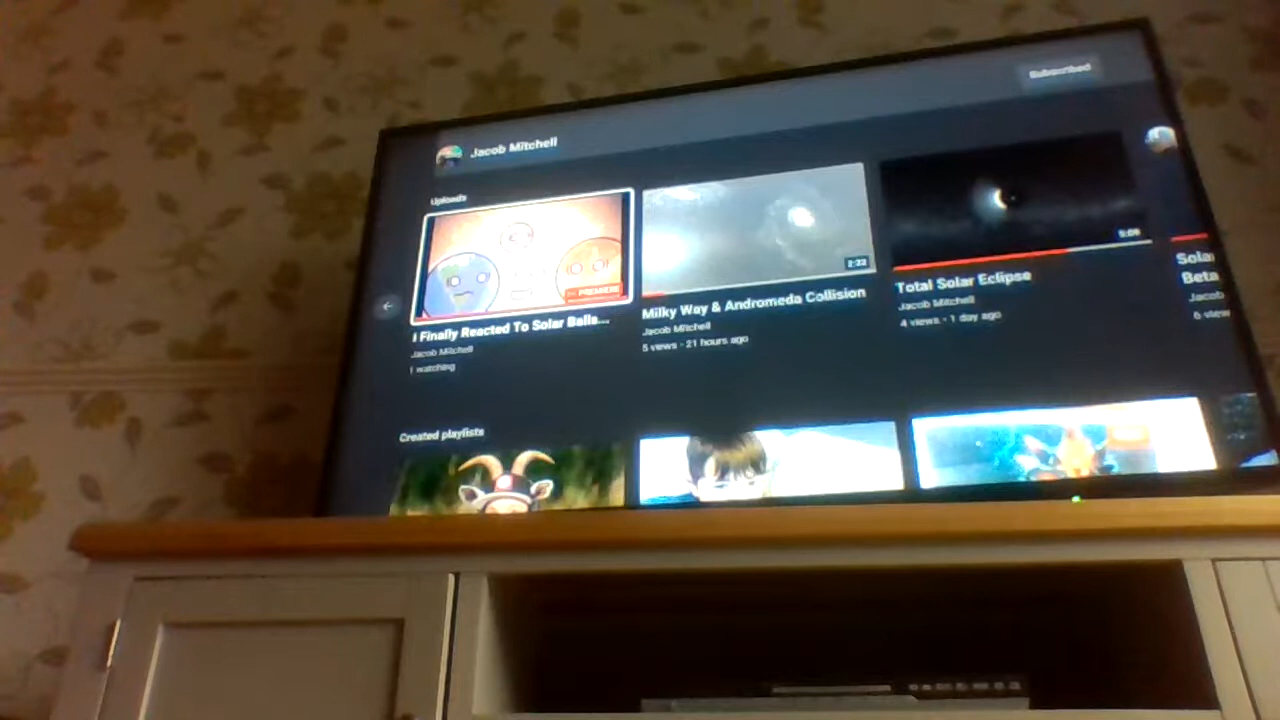 Subscribed
Jacob Mitchell
Uploads
PREMIERE
2:22
5:09
I Finally Reacted To Solar Balls...
Jacob Mitchell
1 watching
Milky Way & Andromeda Collision
Jacob Mitchell
5 views · 21 hours ago
Total Solar Eclipse
Jacob Mitchell
4 views · 1 day ago
Solar
Beta
Jacob
6 view
Created playlists